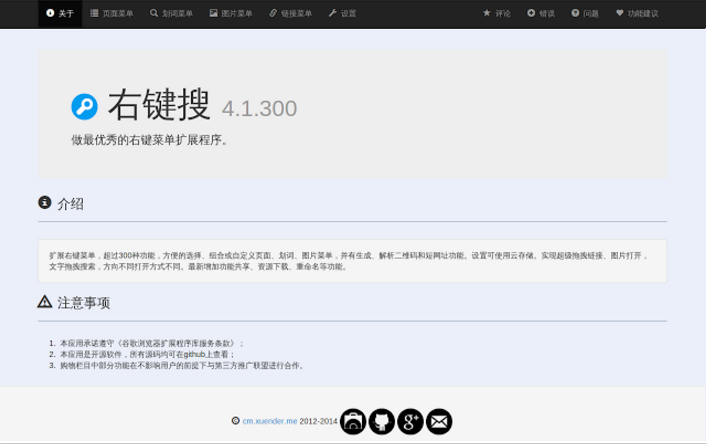 关于 页面菜单 划词菜单 图片菜单 链接菜单 设置 评论 错误 问题 功能建议
右键搜 4.1.300
做最优秀的右键菜单扩展程序。
介绍
扩展右键菜单，超过300种功能，方便的选择、组合或自定义页面、划词、图片菜单，并有生成、解析二维码和短网址功能。设置可使用云存储。实现超级拖拽链接、图片打开，
文字拖拽搜索，方向不同打开方式不同。最新增加功能共享、资源下载、重命名等功能。
注意事项
1. 本应用承诺遵守《谷歌浏览器扩展程序库服务条款》；
2. 本应用是开源软件，所有源码均可在github上查看；
3. 购物栏目中部分功能在不影响用户的前提下与第三方推广联盟进行合作。
© cm.xuender.me 2012-2014